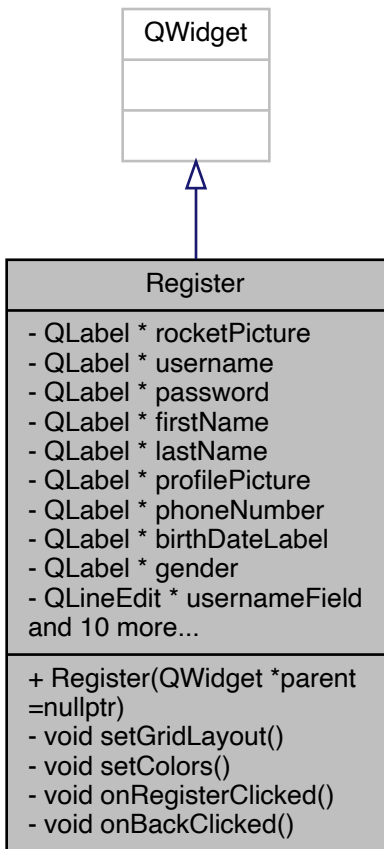 QWidget
Register
- QLabel * rocketPicture
- QLabel * username
- QLabel * password
- QLabel * firstName
- QLabel * lastName
- QLabel * profilePicture
- QLabel * phoneNumber
- QLabel * birthDateLabel
- QLabel * gender
- QLineEdit * usernameField
and 10 more...
+ Register(QWidget *parent
=nullptr)
- void setGridLayout()
- void setColors()
- void onRegisterClicked()
- void onBackClicked()